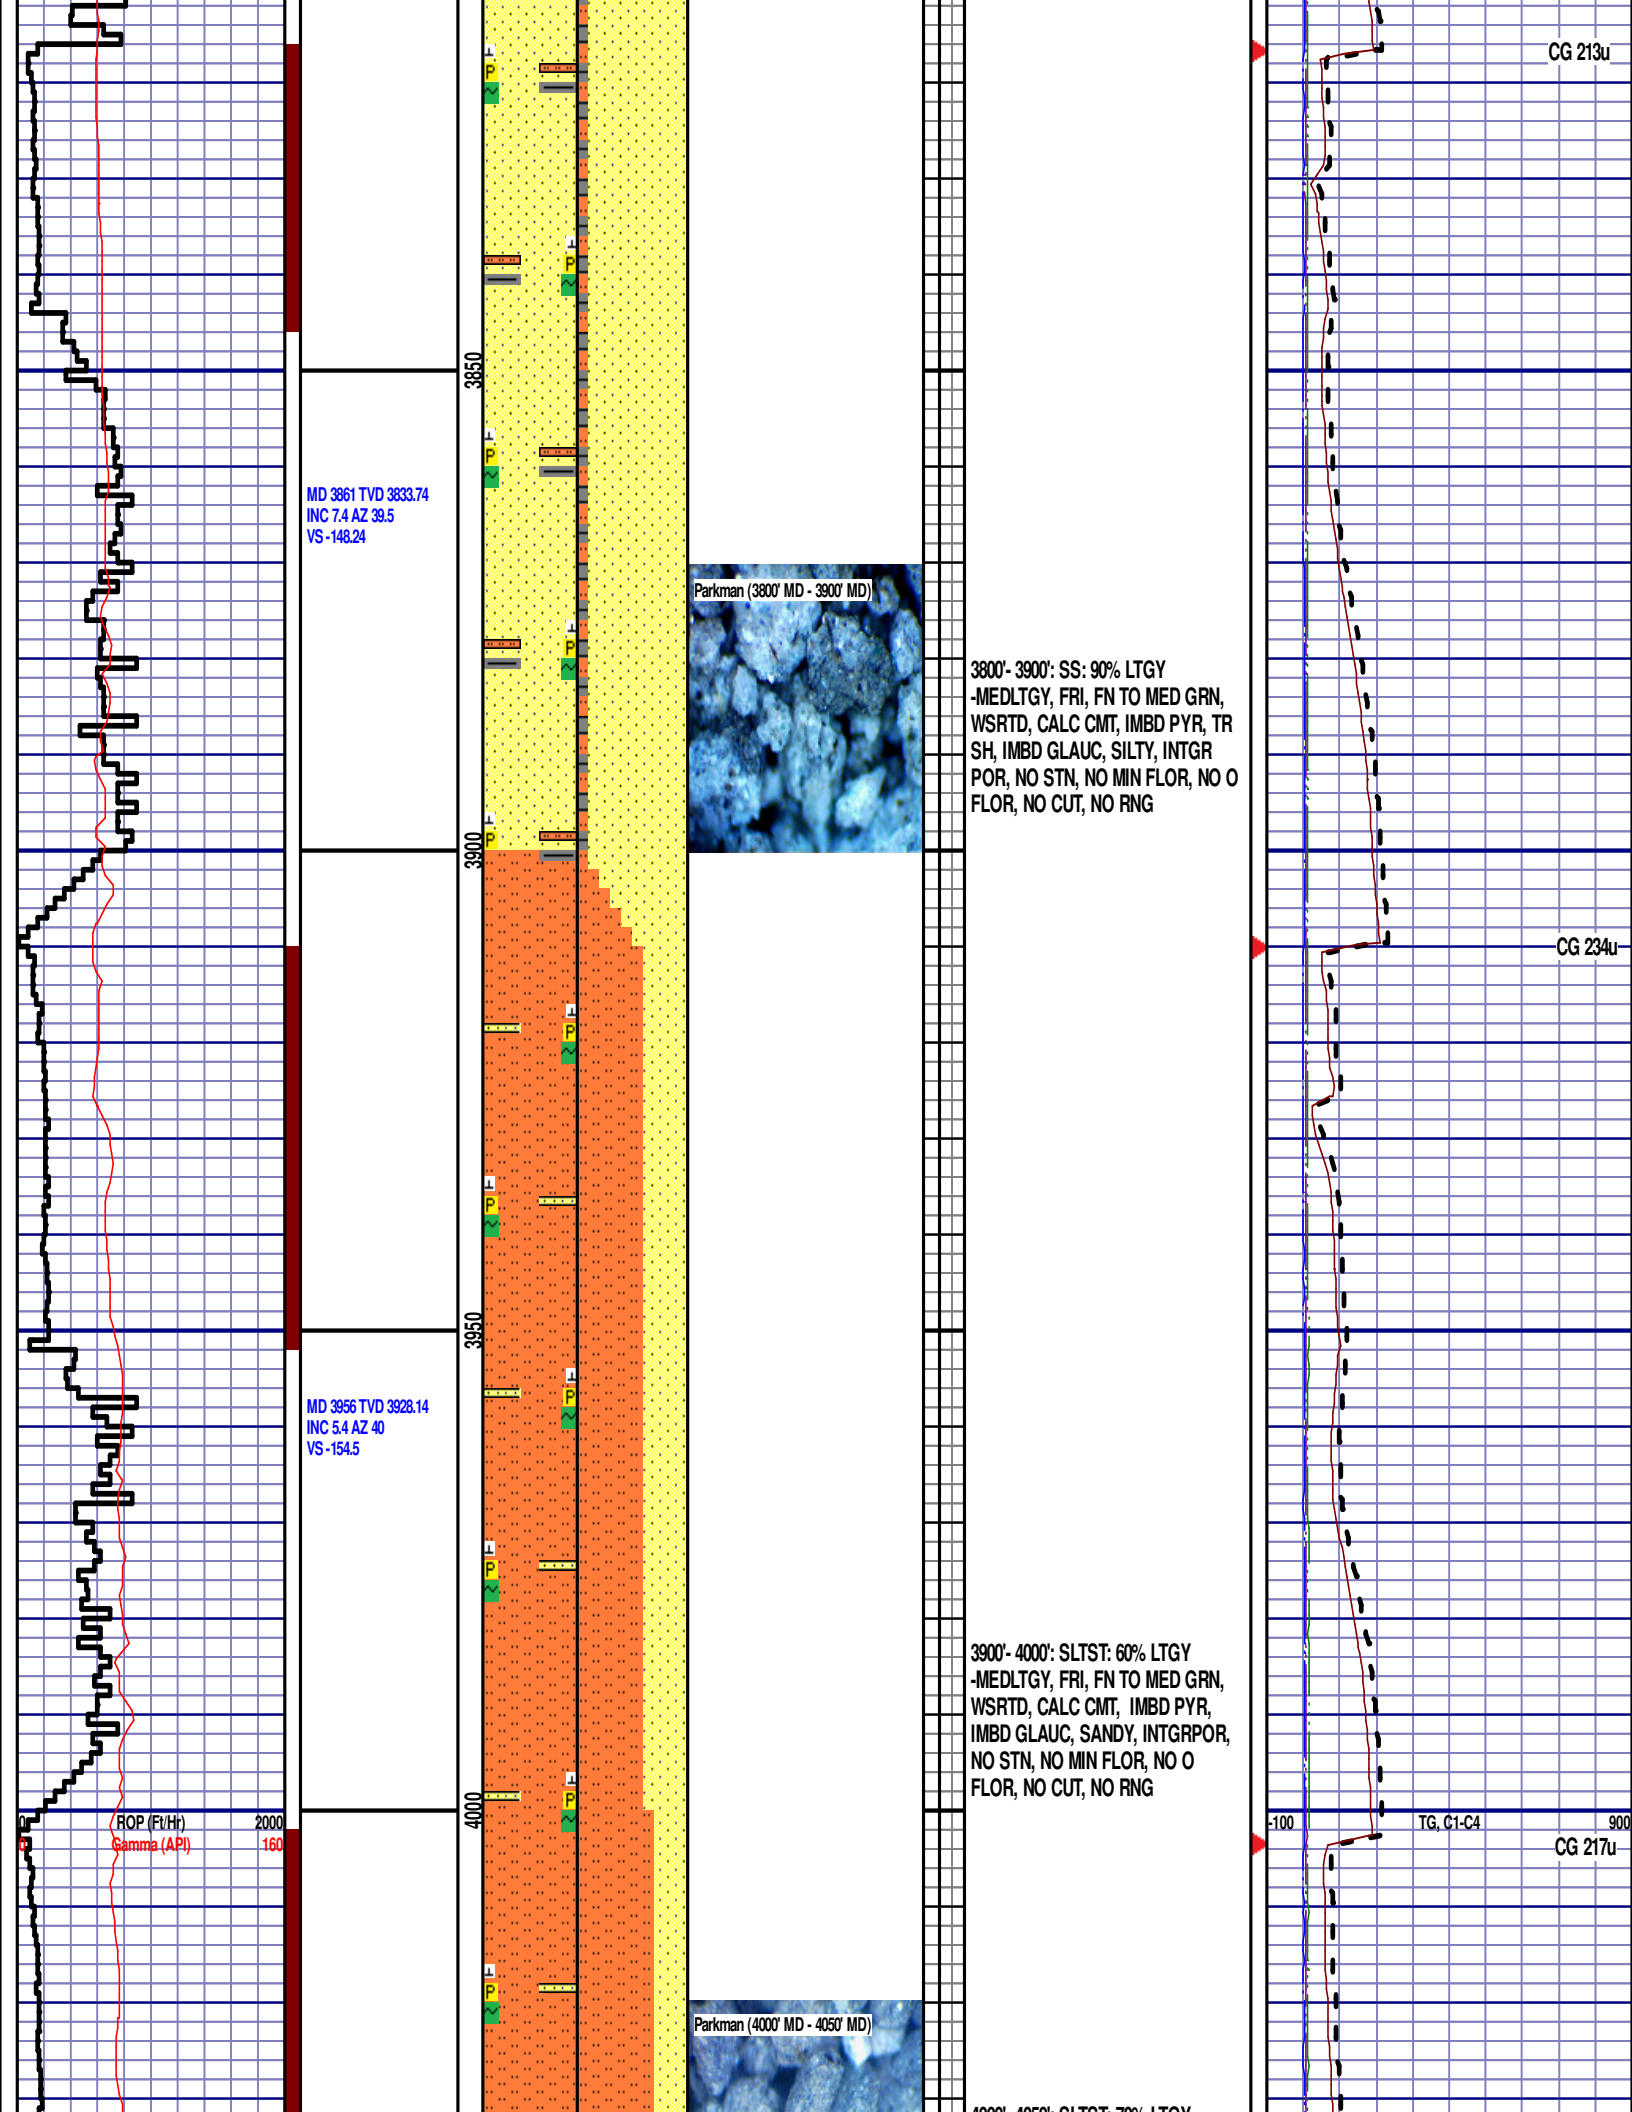 CG 213u
3850
MD 3861 TVD 3833.74
INC 7.4 AZ 39.5
VS -148.24
Parkman (3800' MD - 3900' MD)
3800'- 3900': SS: 90% LTGY
-MEDLTGY, FRI, FN TO MED GRN,
WSRTD, CALC CMT, IMBD PYR, TR
SH, IMBD GLAUC, SILTY, INTGR
POR, NO STN, NO MIN FLOR, NO O
FLOR, NO CUT, NO RNG
3900
CG 234u
3950
MD 3956 TVD 3928.14
INC 5.4 AZ 40
VS -154.5
3900'- 4000': SLTST: 60% LTGY
-MEDLTGY, FRI, FN TO MED GRN,
WSRTD, CALC CMT, IMBD PYR,
IMBD GLAUC, SANDY, INTGRPOR,
NO STN, NO MIN FLOR, NO O
FLOR, NO CUT, NO RNG
4000
0 ROP (Ft/Hr) 2000
0 Gamma (API) 160
-100 TG, C1-C4 900
CG 217u
Parkman (4000' MD - 4050' MD)
4000'- 4050': SLTST: 70% LTGY
P
P
P
P
P
P
P
P
P
P
P